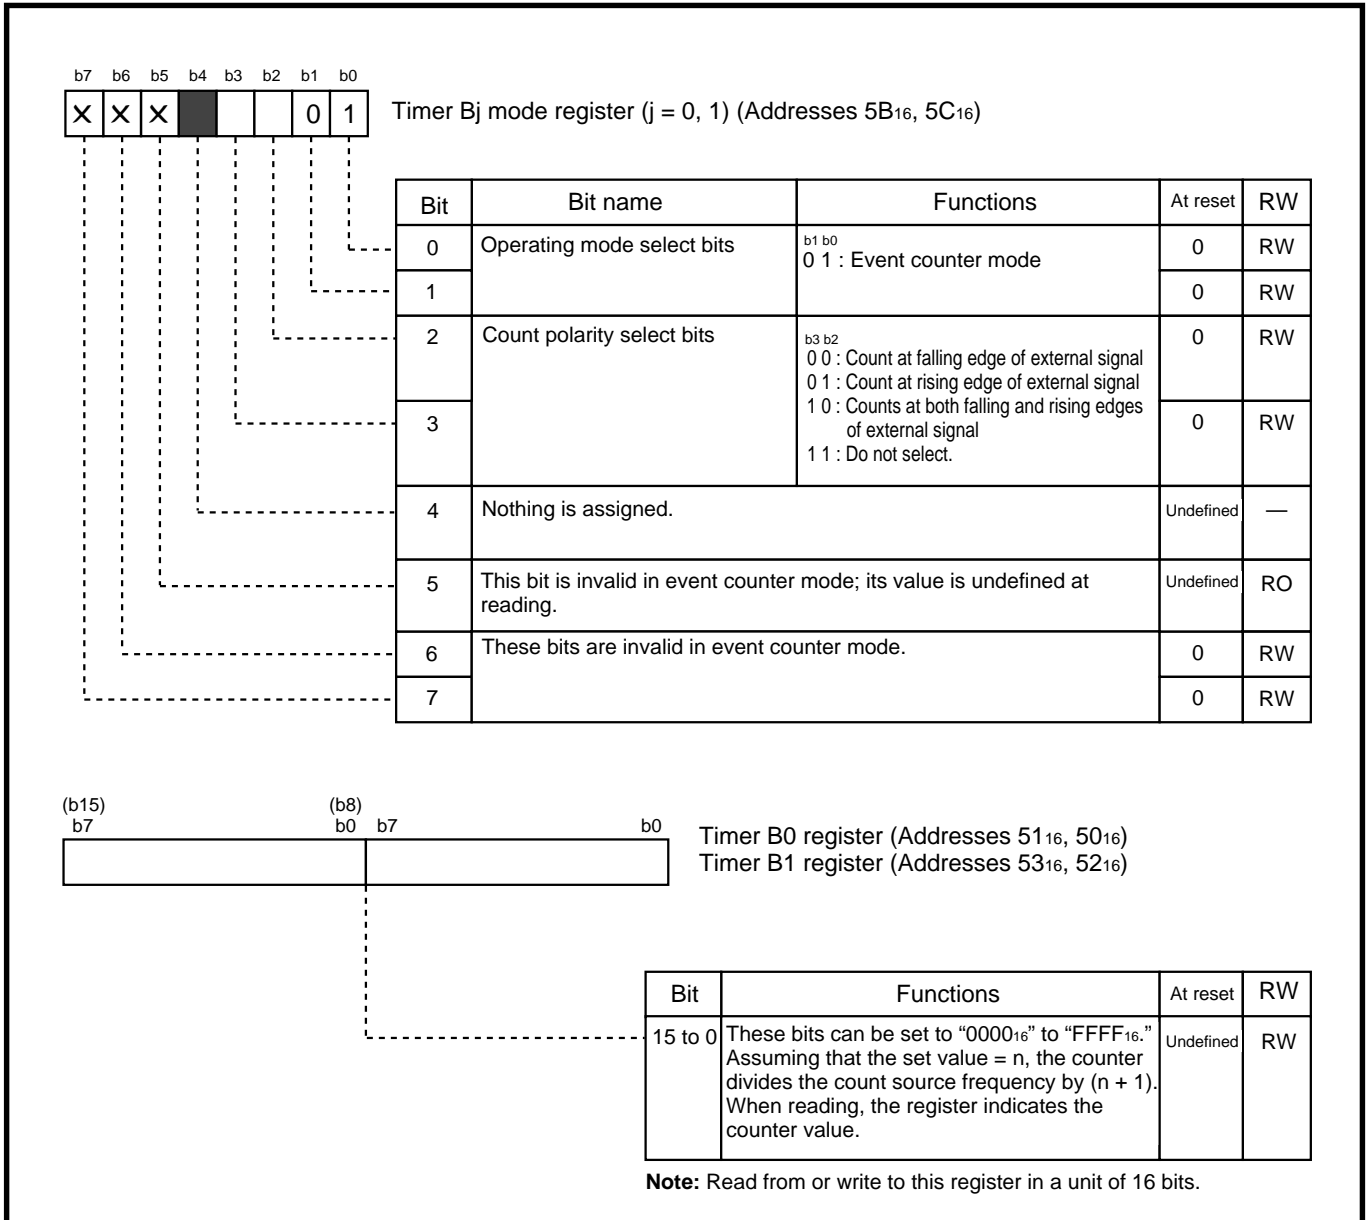 b7 b6 b5 b4 b3 b2 b1 b0
X X X 0 1 Timer Bj mode register (j = 0, 1) (Addresses 5B16, 5C16)
Bit Bit name Functions At reset RW
0 Operating mode select bits b1 b0 0 RW
0 1 : Event counter mode
1 0 RW
2 Count polarity select bits 0 RW
b3 b2
0 0 : Count at falling edge of external signal
0 1 : Count at rising edge of external signal
1 0 : Counts at both falling and rising edges
3 of external signal 0 RW
1 1 : Do not select.
4 Nothing is assigned. Undefined —
5 This bit is invalid in event counter mode; its value is undefined at Undefined RO
reading.
6 These bits are invalid in event counter mode. 0 RW
7 0 RW
(b15) (b8)
b7 b0 b7 b0
Timer B0 register (Addresses 5116, 5016)
Timer B1 register (Addresses 5316, 5216)
Bit Functions At reset RW
15 to 0 These bits can be set to “000016” to “FFFF16.” Undefined RW
Assuming that the set value = n, the counter
divides the count source frequency by (n + 1).
When reading, the register indicates the
counter value.
Note: Read from or write to this register in a unit of 16 bits.